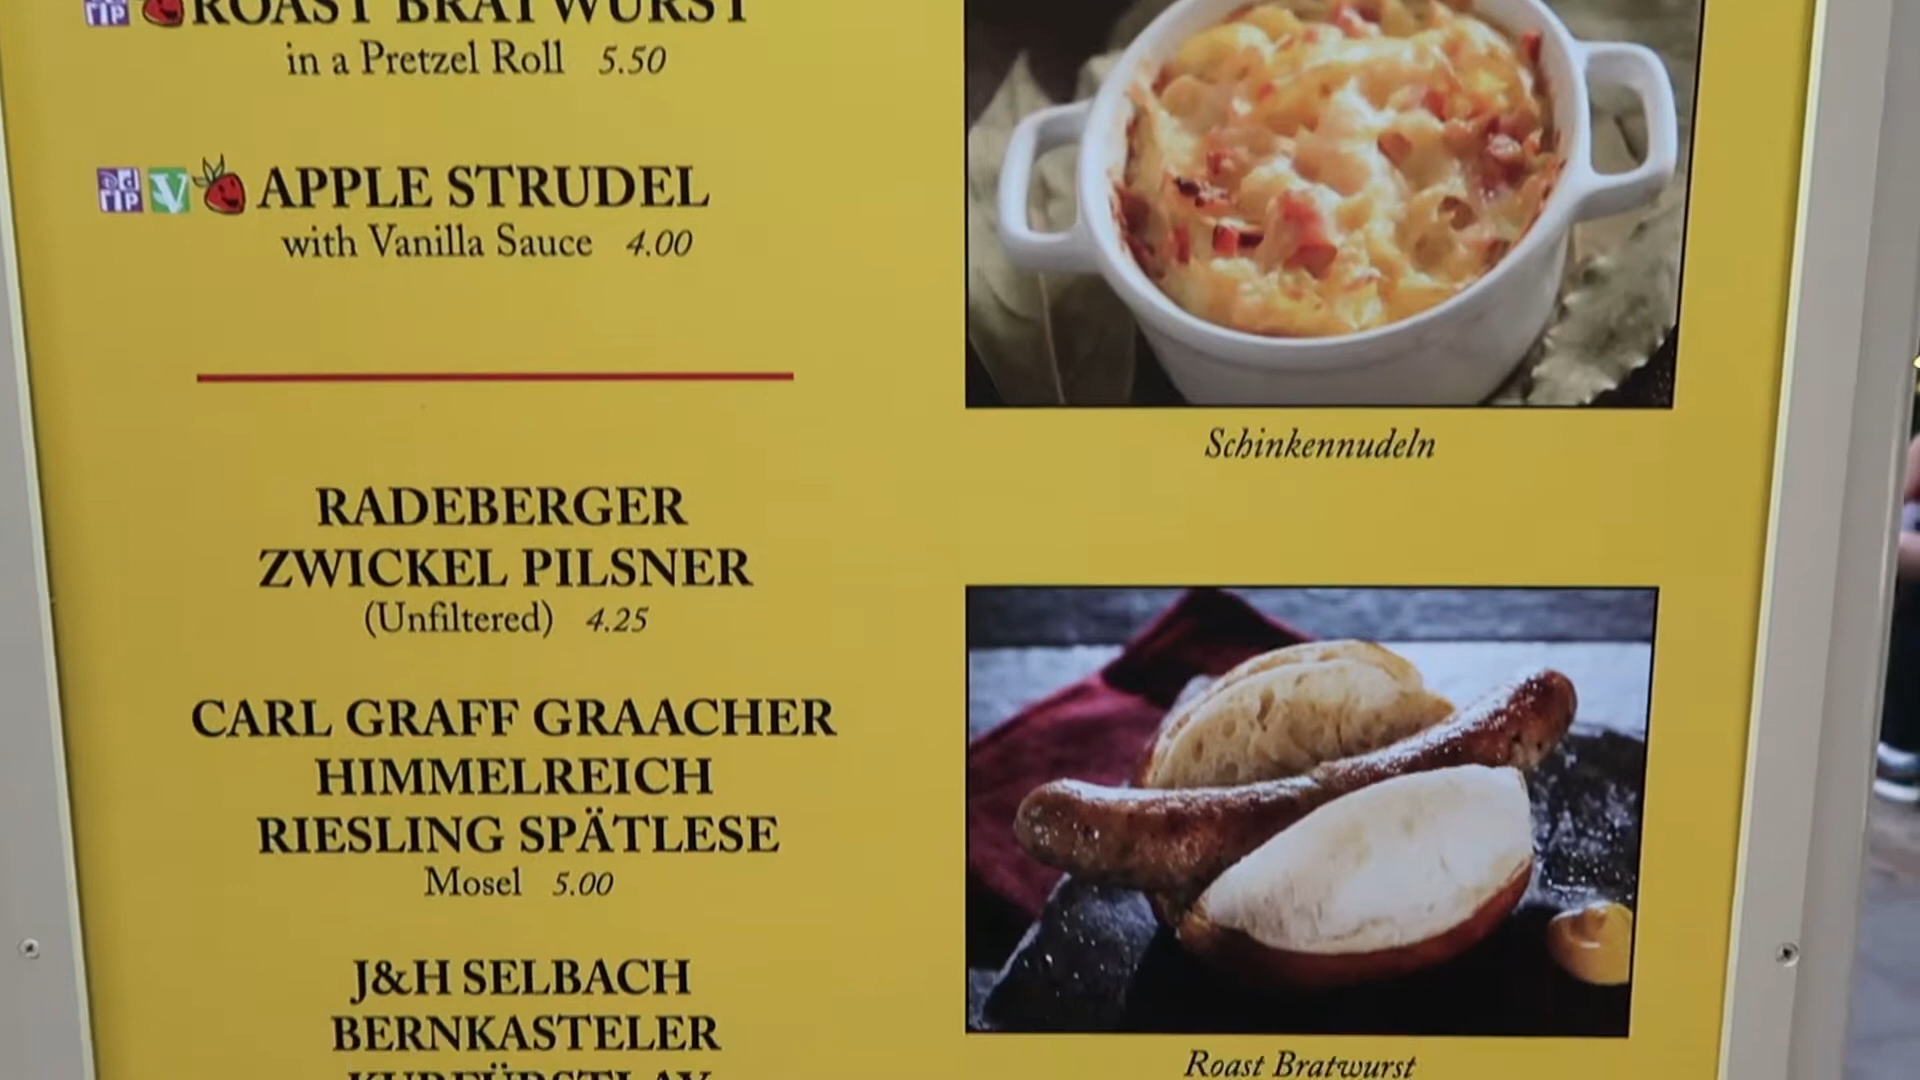 ROAST BRATWURST
in a Pretzel Roll 5.50
V APPLE STRUDEL
with Vanilla Sauce 4.00
RADEBERGER
ZWICKEL PILSNER
(Unfiltered) 4.25
CARL GRAFF GRAACHER
HIMMELREICH
RIESLING SPÄTLESE
Mosel 5.00
J&H SELBACH
BERNKASTELER
KURFÜRSTLAY
Schinkennudeln
Roast Bratwurst